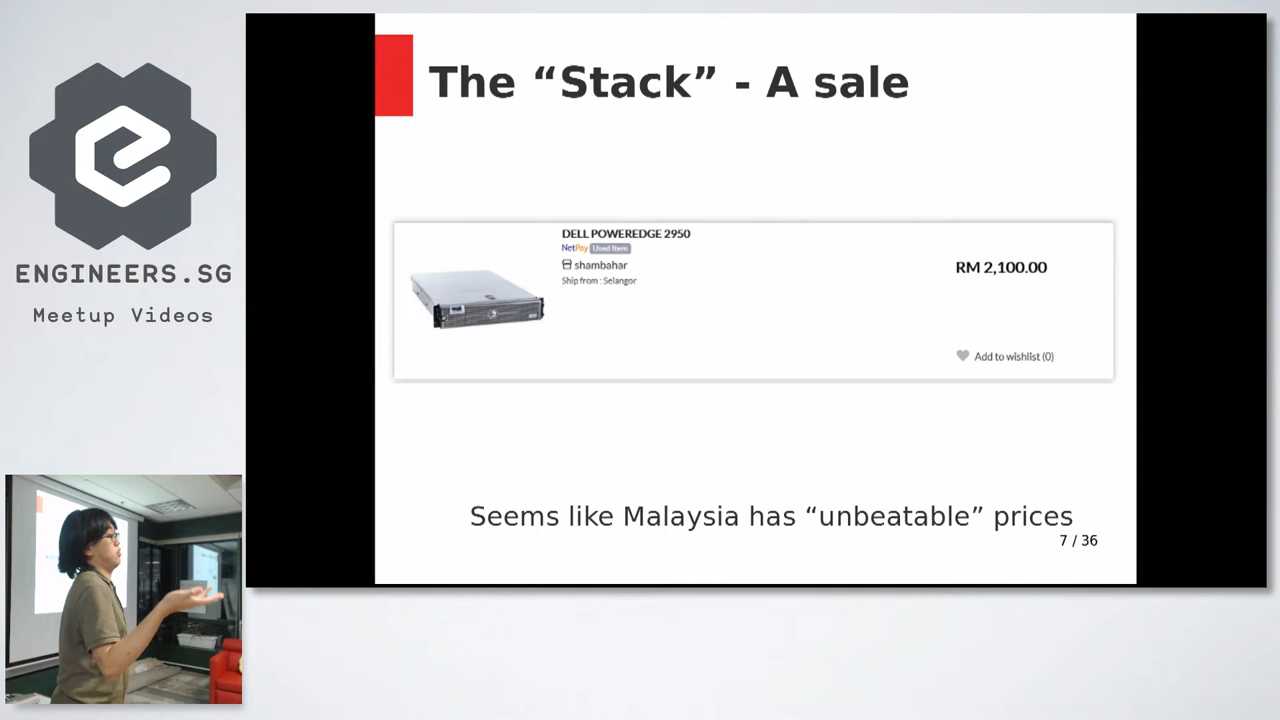 ENGINEERS.SG
Meetup Videos
The “Stack” - A sale
DELL POWEREDGE 2950
NetPay Used Item
shambahar
Ship from : Selangor
RM 2,100.00
Add to wishlist (0)
Seems like Malaysia has “unbeatable” prices
7 / 36